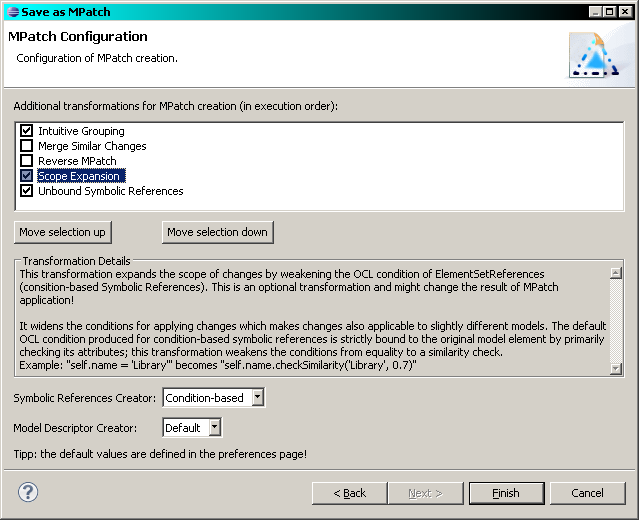 Save as MPatch
MPatch Configuration
Configuration of MPatch creation.
Additional transformations for MPatch creation (in execution order):
Intuitive Grouping
Merge Similar Changes
Reverse MPatch
Scope Expansion
Unbound Symbolic References
Move selection up
Move selection down
Transformation Details
This transformation expands the scope of changes by weakening the OCL condition of ElementSetReferences
(consition-based Symbolic References). This is an optional transformation and might change the result of MPatch
application!
It widens the conditions for applying changes which makes changes also applicable to slightly different models. The default
OCL condition produced for condition-based symbolic references is strictly bound to the original model element by primarily
checking its attributes; this transformation weakens the conditions from equality to a similarity check.
Example: "self.name = 'Library'" becomes "self.name.checkSimilarity('Library', 0.7)"
Symbolic References Creator: Condition-based
Model Descriptor Creator: Default
Tipp: the default values are defined in the preferences page!
?
< Back
Next >
Finish
Cancel